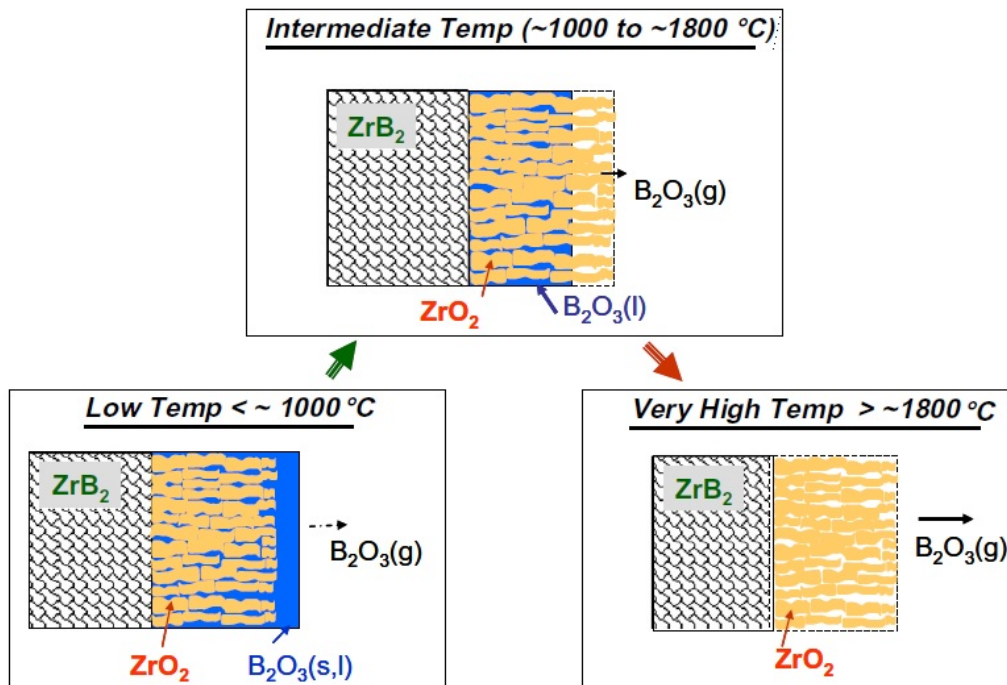 Intermediate Temp (~1000 to ~1800 °C)
ZrB₂
B₂O₃(g)
ZrO₂
B₂O₃(l)
Low Temp < ~ 1000 °C
ZrB₂
B₂O₃(g)
ZrO₂
B₂O₃(s,l)
Very High Temp > ~1800 °C
ZrB₂
B₂O₃(g)
ZrO₂